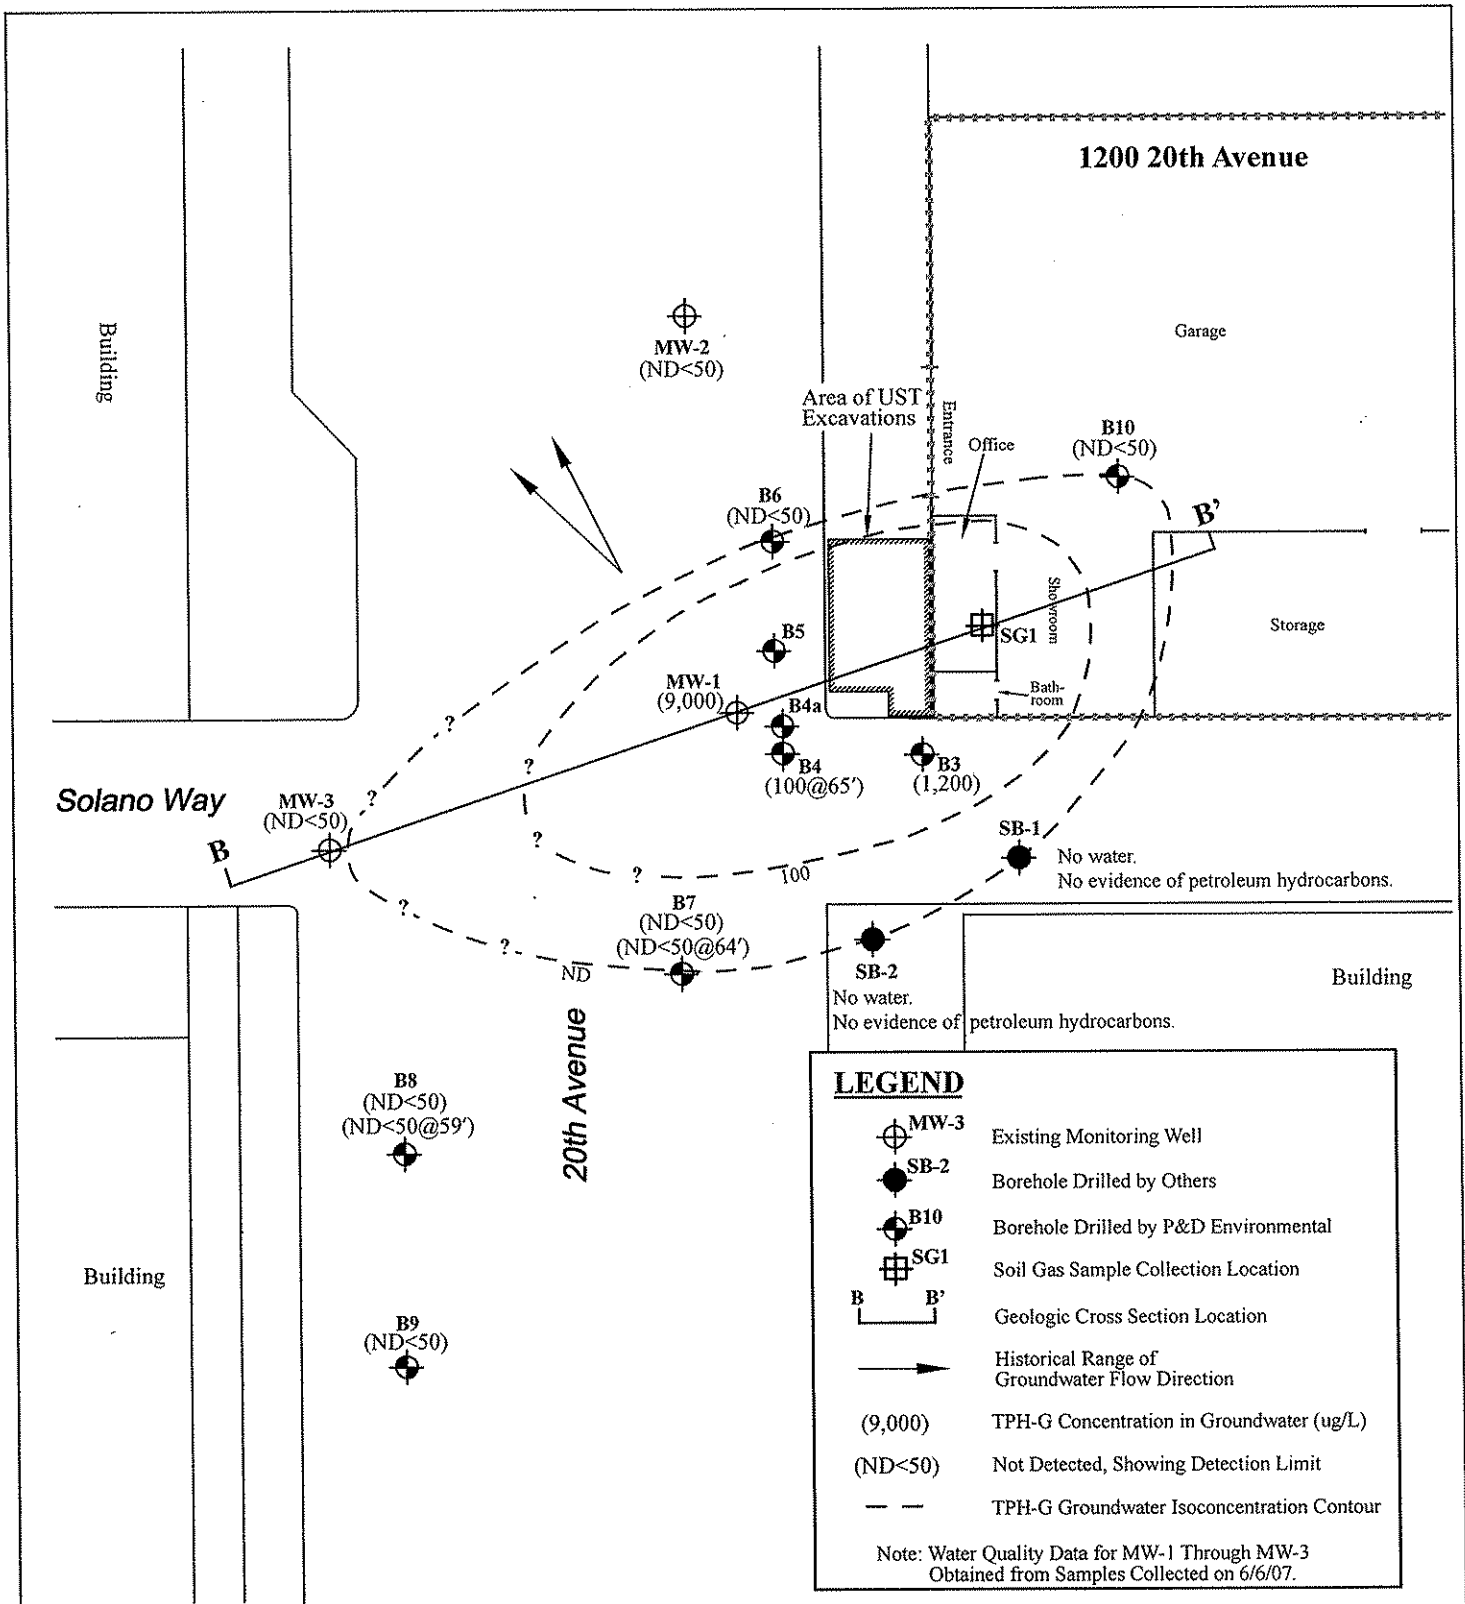 1200 20th Avenue
Building
Garage
MW-2
(ND<50)
Area of UST
Excavations
Entrance
Office
B10
(ND<50)
B6
(ND<50)
B'
B5
SG1
Showroom
Storage
MW-1
(9,000)
Bath-
room
B4a
B4
(100@65')
B3
(1,200)
?
?
?
?
?
?
?
Solano Way
MW-3
(ND<50)
B
SB-1
No water.
No evidence of petroleum hydrocarbons.
100
B7
(ND<50)
(ND<50@64')
ND
SB-2
No water.
No evidence of petroleum hydrocarbons.
Building
20th Avenue
B8
(ND<50)
(ND<50@59')
Building
B9
(ND<50)
LEGEND
MW-3
Existing Monitoring Well
SB-2
Borehole Drilled by Others
B10
Borehole Drilled by P&D Environmental
SG1
Soil Gas Sample Collection Location
B B'
Geologic Cross Section Location
Historical Range of
Groundwater Flow Direction
(9,000) TPH-G Concentration in Groundwater (ug/L)
(ND<50) Not Detected, Showing Detection Limit
TPH-G Groundwater Isoconcentration Contour
Note: Water Quality Data for MW-1 Through MW-3
Obtained from Samples Collected on 6/6/07.